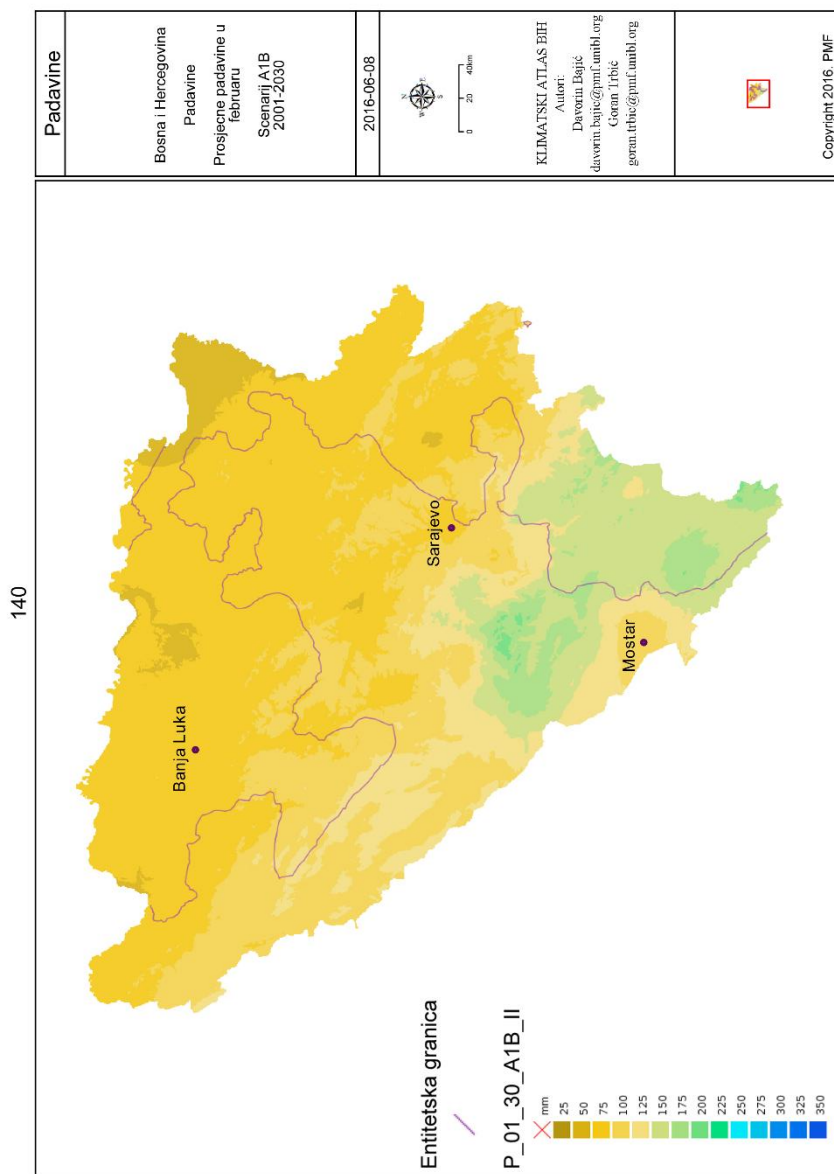 140
Padavine
Bosna i Hercegovina
Padavine
Prosjecne padavine u
februaru
Scenarij A1B
2001-2030
2016-06-08
N
W
E
S
0 20 40km
KLIMATSKI ATLAS BIH
Autori:
Davorin Bajić
davorin.bajic@pmf.unibl.org
Goran Trbić
goran.trbic@pmf.unibl.org
Copyright 2016. PMF
Banja Luka
Sarajevo
Mostar
Entitetska granica
P_01_30_A1B_II
mm
25
50
75
100
125
150
175
200
225
250
275
300
325
350